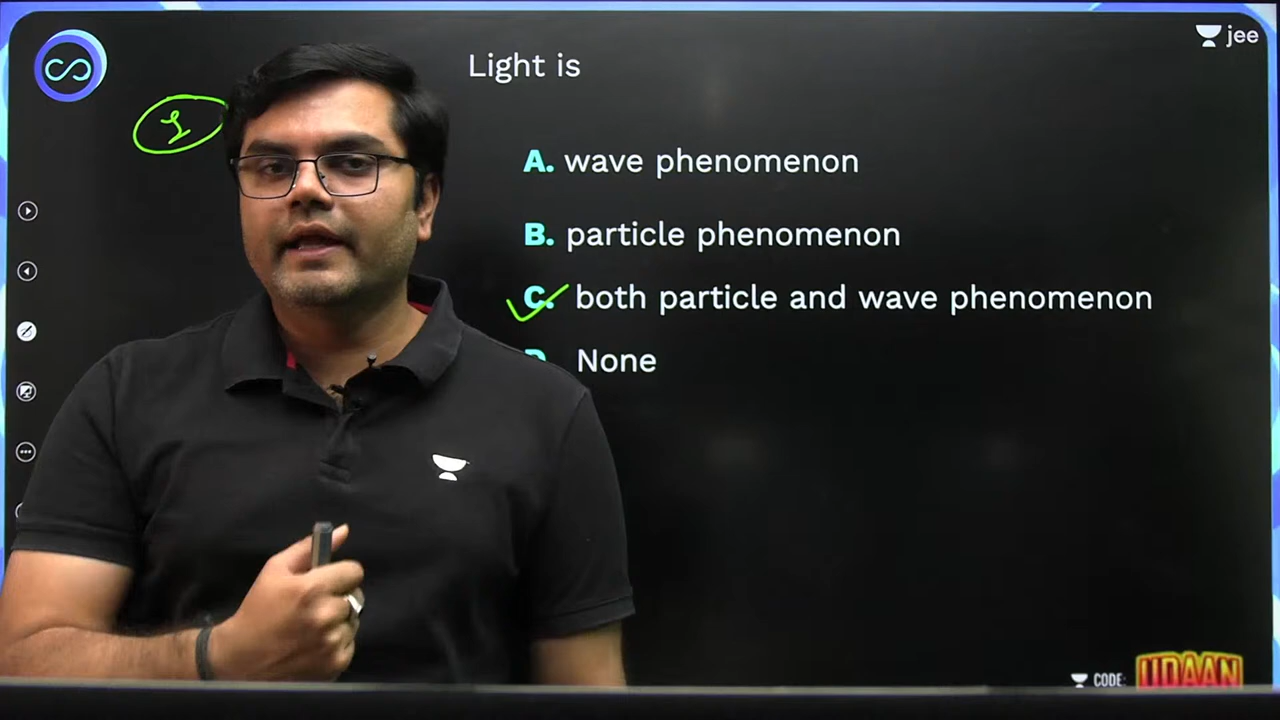 jee
Light is
A. wave phenomenon
B. particle phenomenon
C. both particle and wave phenomenon
D. None
CODE: UDAAN